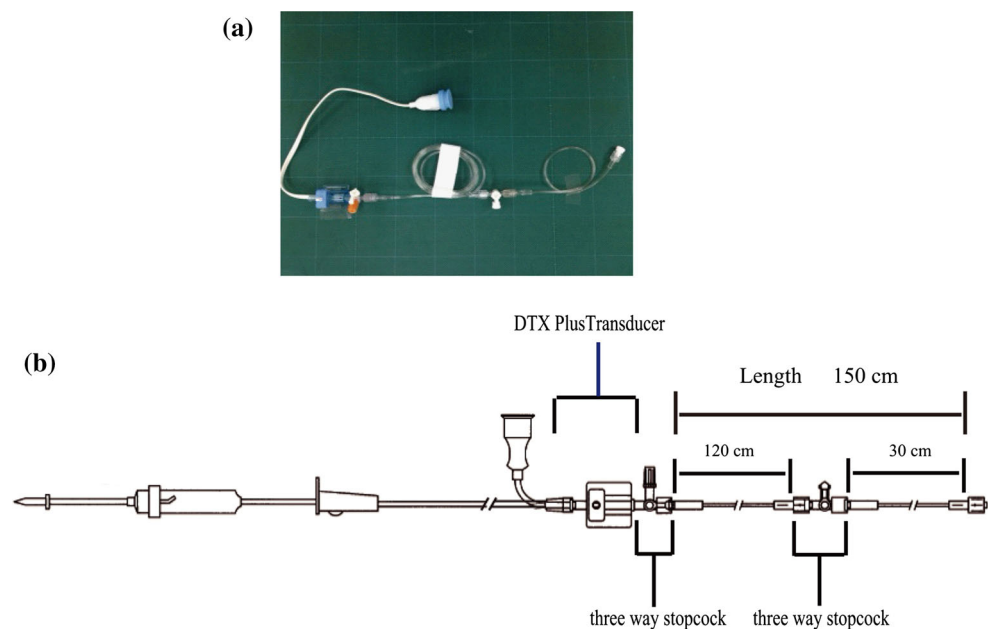 (a)
DTX PlusTransducer
(b)
Length 150 cm
120 cm
30 cm
three way stopcock
three way stopcock